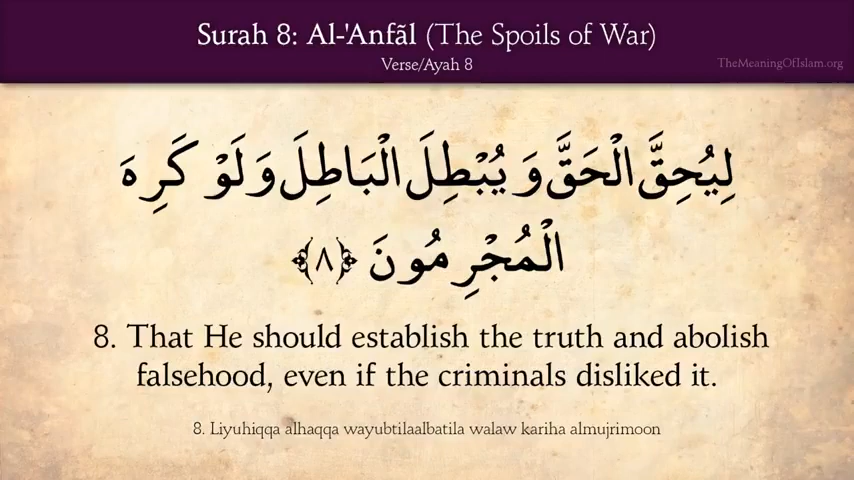 Surah 8: Al-'Anfãl (The Spoils of War)
Verse/Ayah 8
TheMeaningOfIslam.org
لِيُحِقَّ الْحَقَّ وَ يُبْطِلَ الْبَاطِلَ وَلَوْ كَرِهَ
الْمُجْرِمُونَ ﴿٨﴾
8. That He should establish the truth and abolish
falsehood, even if the criminals disliked it.
8. Liyuhiqqa alhaqqa wayubtilaalbatila walaw kariha almujrimoon